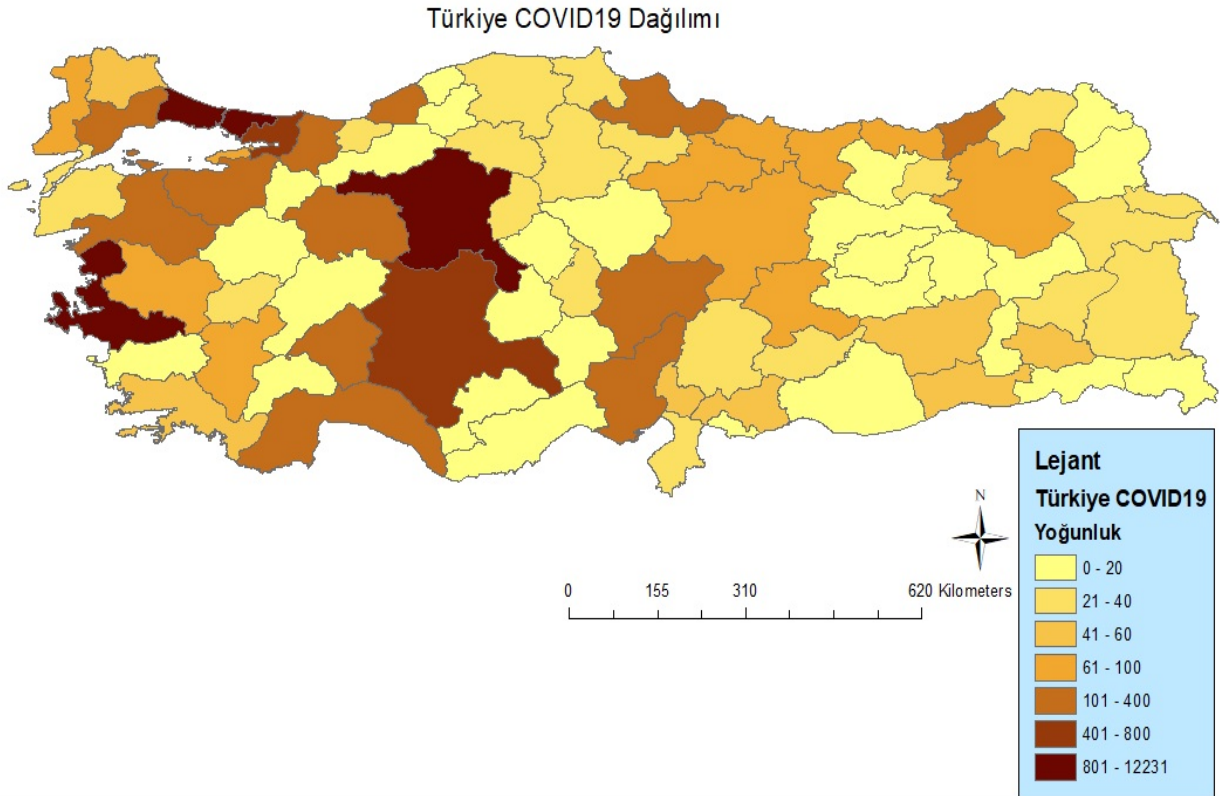 Türkiye COVID19 Dağılımı
N
0 155 310 620 Kilometers
Lejant
Türkiye COVID19
Yoğunluk
0 - 20
21 - 40
41 - 60
61 - 100
101 - 400
401 - 800
801 - 12231